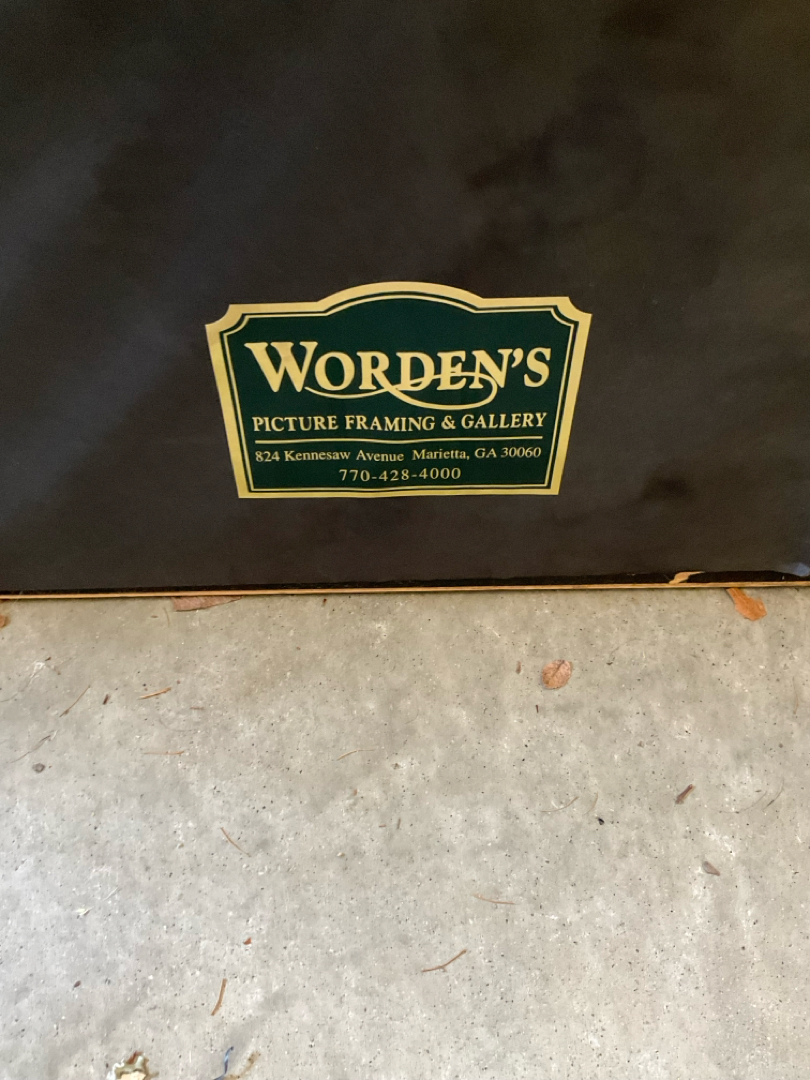 WORDEN'S
PICTURE FRAMING & GALLERY
824 Kennesaw Avenue Marietta, GA 30060
770-428-4000